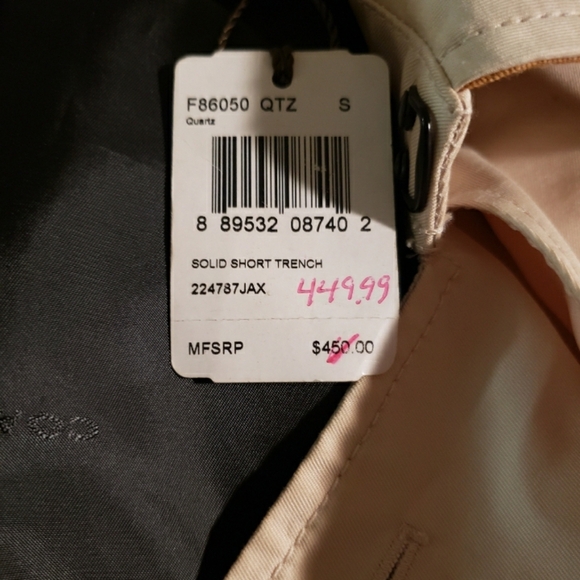 F86050 QTZ S
Quartz
8 89532 08740 2
SOLID SHORT TRENCH
224787JAX 449.99
MFSRP $450.00